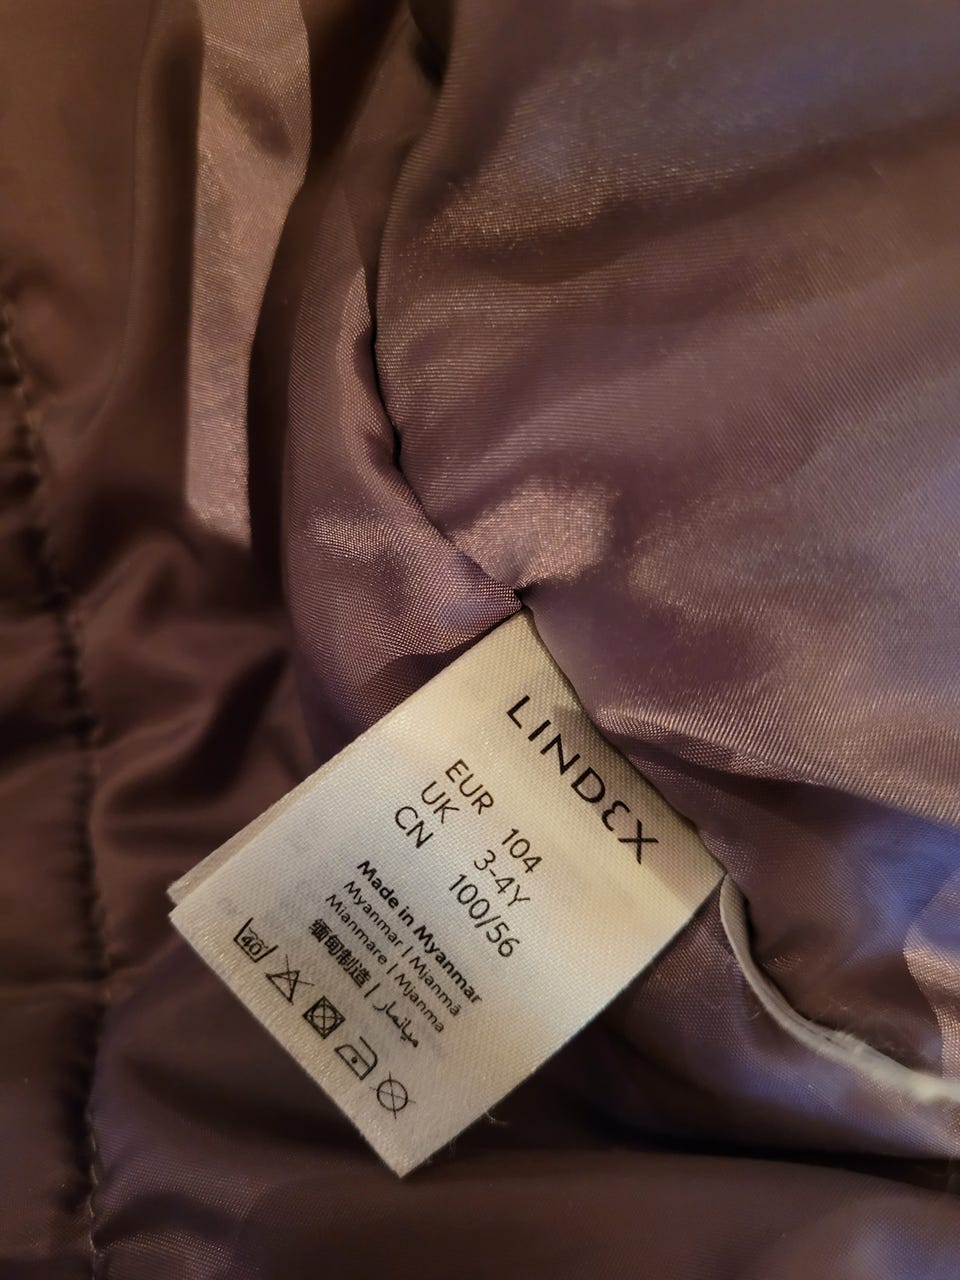 LINDEX
EUR 104
UK 3-4Y
CN 100/56
Made in Myanmar
Myanmar | Mjanmā
Mianmare | Mjanma
缅甸制造 | ميانمار
40